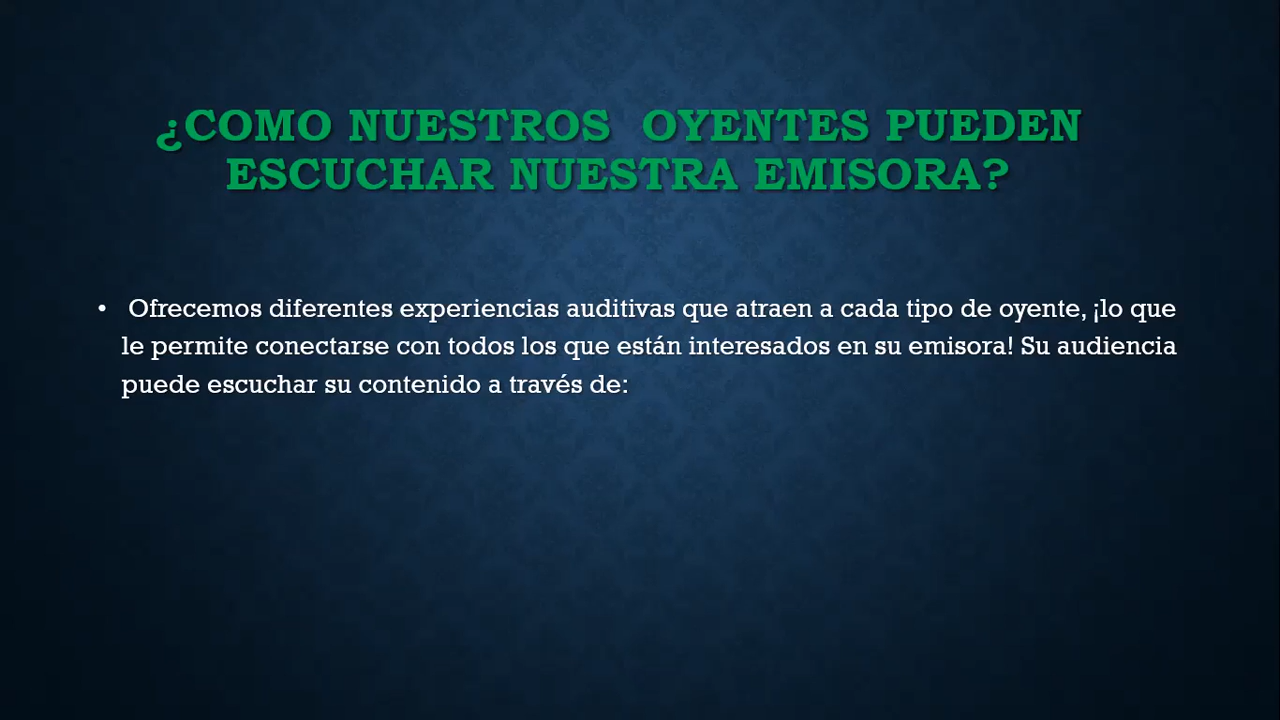 ¿COMO NUESTROS  OYENTES PUEDEN
ESCUCHAR NUESTRA EMISORA?
• Ofrecemos diferentes experiencias auditivas que atraen a cada tipo de oyente, ¡lo que
le permite conectarse con todos los que están interesados en su emisora! Su audiencia
puede escuchar su contenido a través de: